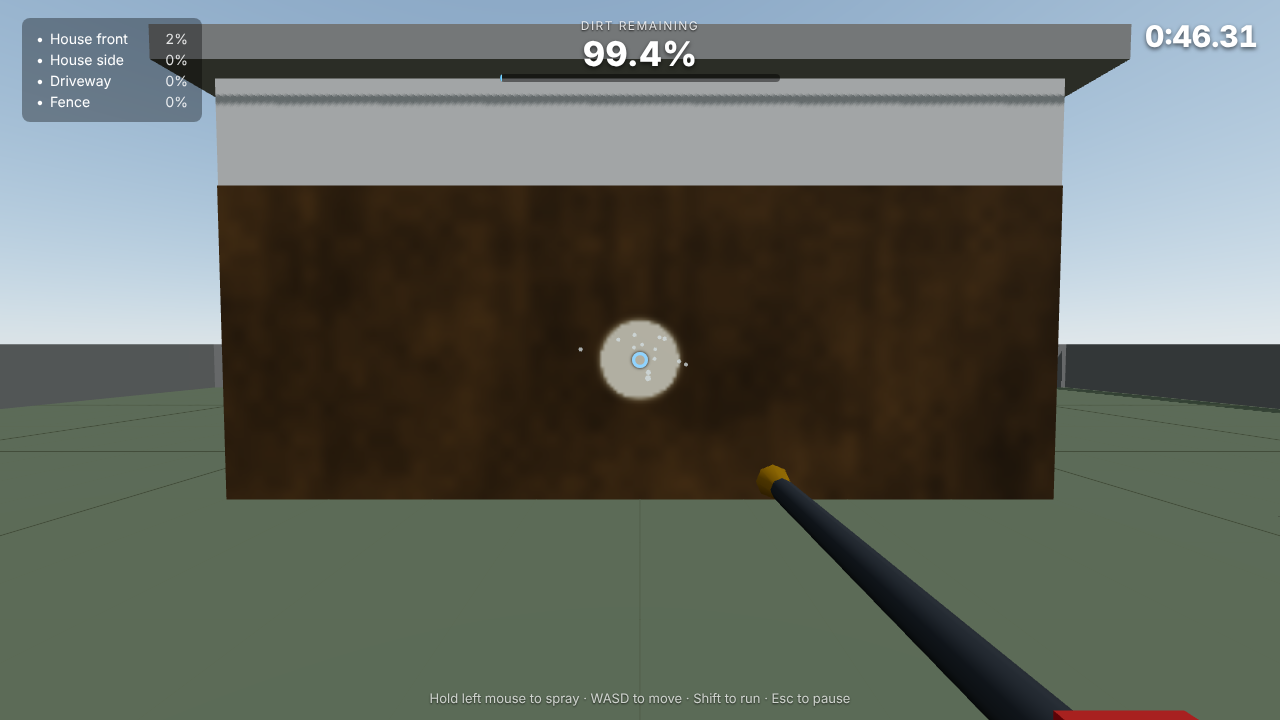 House front 2%
House side 0%
Driveway 0%
Fence 0%
DIRT REMAINING
99.4%
0:46.31
Hold left mouse to spray · WASD to move · Shift to run · Esc to pause